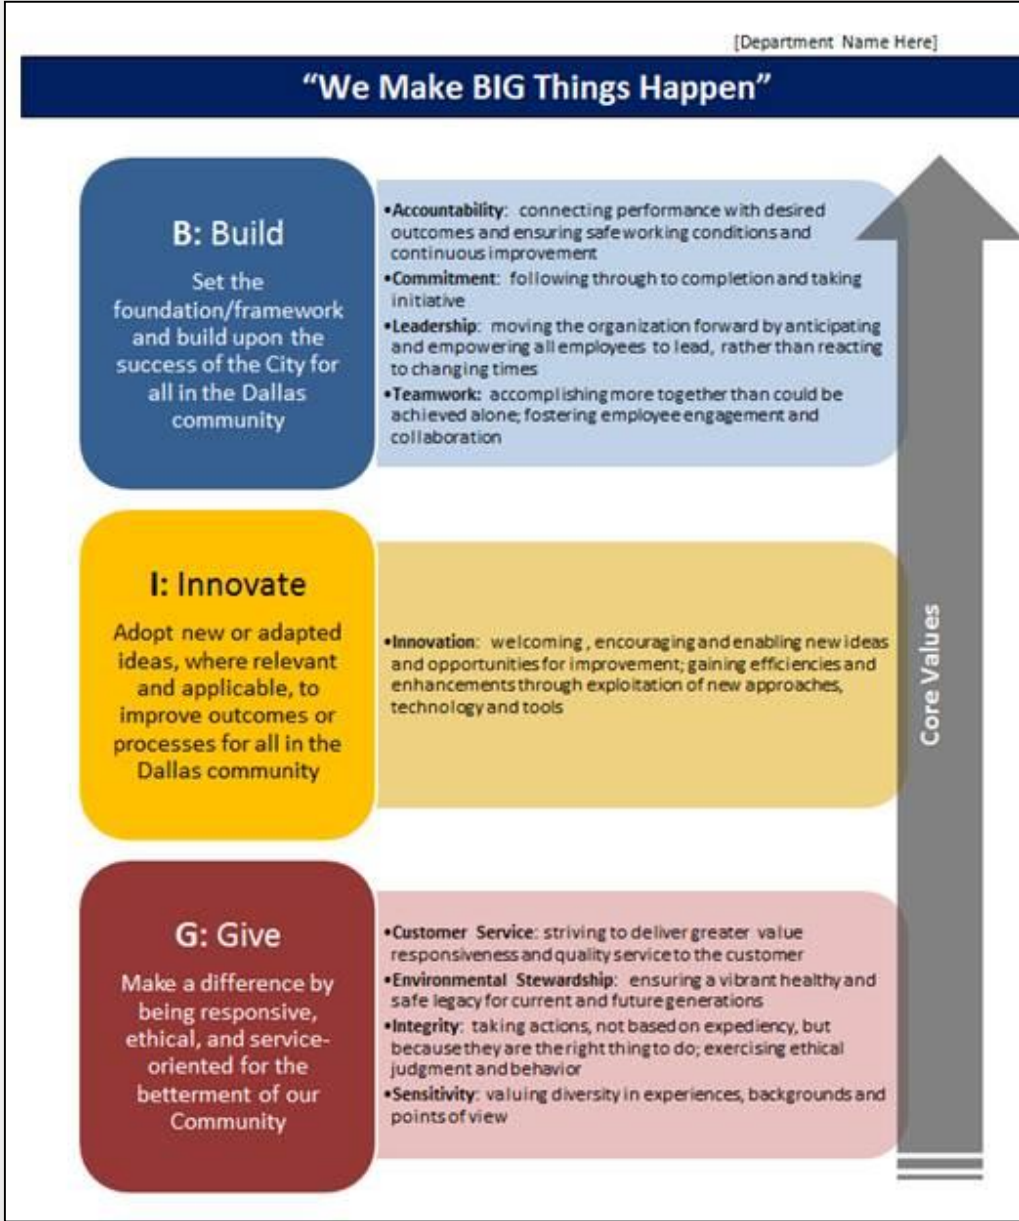 [Department Name Here]
“We Make BIG Things Happen”
B: Build
Set the
foundation/framework
and build upon the
success of the City for
all in the Dallas
community
•Accountability: connecting performance with desired
outcomes and ensuring safe working conditions and
continuous improvement
•Commitment: following through to completion and taking
initiative
•Leadership: moving the organization forward by anticipating
and empowering all employees to lead, rather than reacting
to changing times
•Teamwork: accomplishing more together than could be
achieved alone; fostering employee engagement and
collaboration
I: Innovate
Adopt new or adapted
ideas, where relevant
and applicable, to
improve outcomes or
processes for all in the
Dallas community
•Innovation: welcoming , encouraging and enabling new ideas
and opportunities for improvement; gaining efficiencies and
enhancements through exploitation of new approaches,
technology and tools
G: Give
Make a difference by
being responsive,
ethical, and service-
oriented for the
betterment of our
Community
•Customer Service: striving to deliver greater value
responsiveness and quality service to the customer
•Environmental Stewardship: ensuring a vibrant healthy and
safe legacy for current and future generations
•Integrity: taking actions, not based on expediency, but
because they are the right thing to do; exercising ethical
judgment and behavior
•Sensitivity: valuing diversity in experiences, backgrounds and
points of view
Core Values